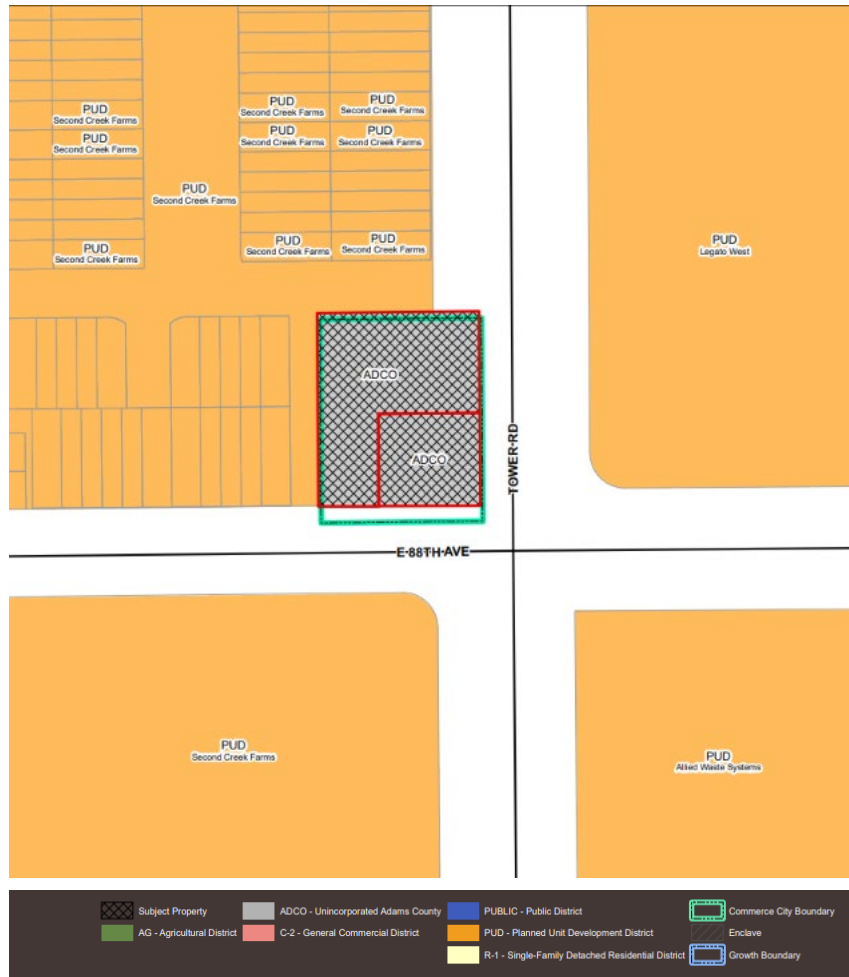 PUD
Second Creek Farms
PUD
Second Creek Farms
PUD
Second Creek Farms
PUD
Second Creek Farms
PUD
Second Creek Farms
PUD
Second Creek Farms
PUD
Second Creek Farms
PUD
Second Creek Farms
PUD
Second Creek Farms
PUD
Second Creek Farms
PUD
Legato West
ADCO
ADCO
TOWER RD
E 88TH AVE
PUD
Second Creek Farms
PUD
Allied Waste Systems
Subject Property
ADCO - Unincorporated Adams County
PUBLIC - Public District
Commerce City Boundary
AG - Agricultural District
C-2 - General Commercial District
PUD - Planned Unit Development District
Enclave
R-1 - Single-Family Detached Residential District
Growth Boundary